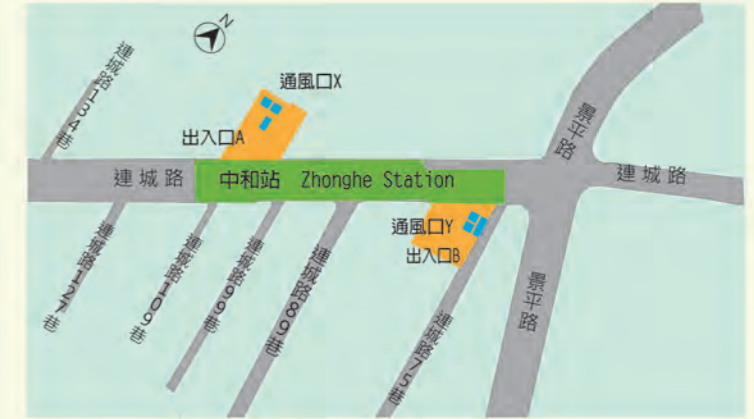 N
連城路134巷
通風口X
出入口A
景平路
連城路
中和站 Zhonghe Station
連城路
通風口Y
出入口B
連城路127巷
連城路109巷
連城路99巷
連城路89巷
連城路75巷
景平路